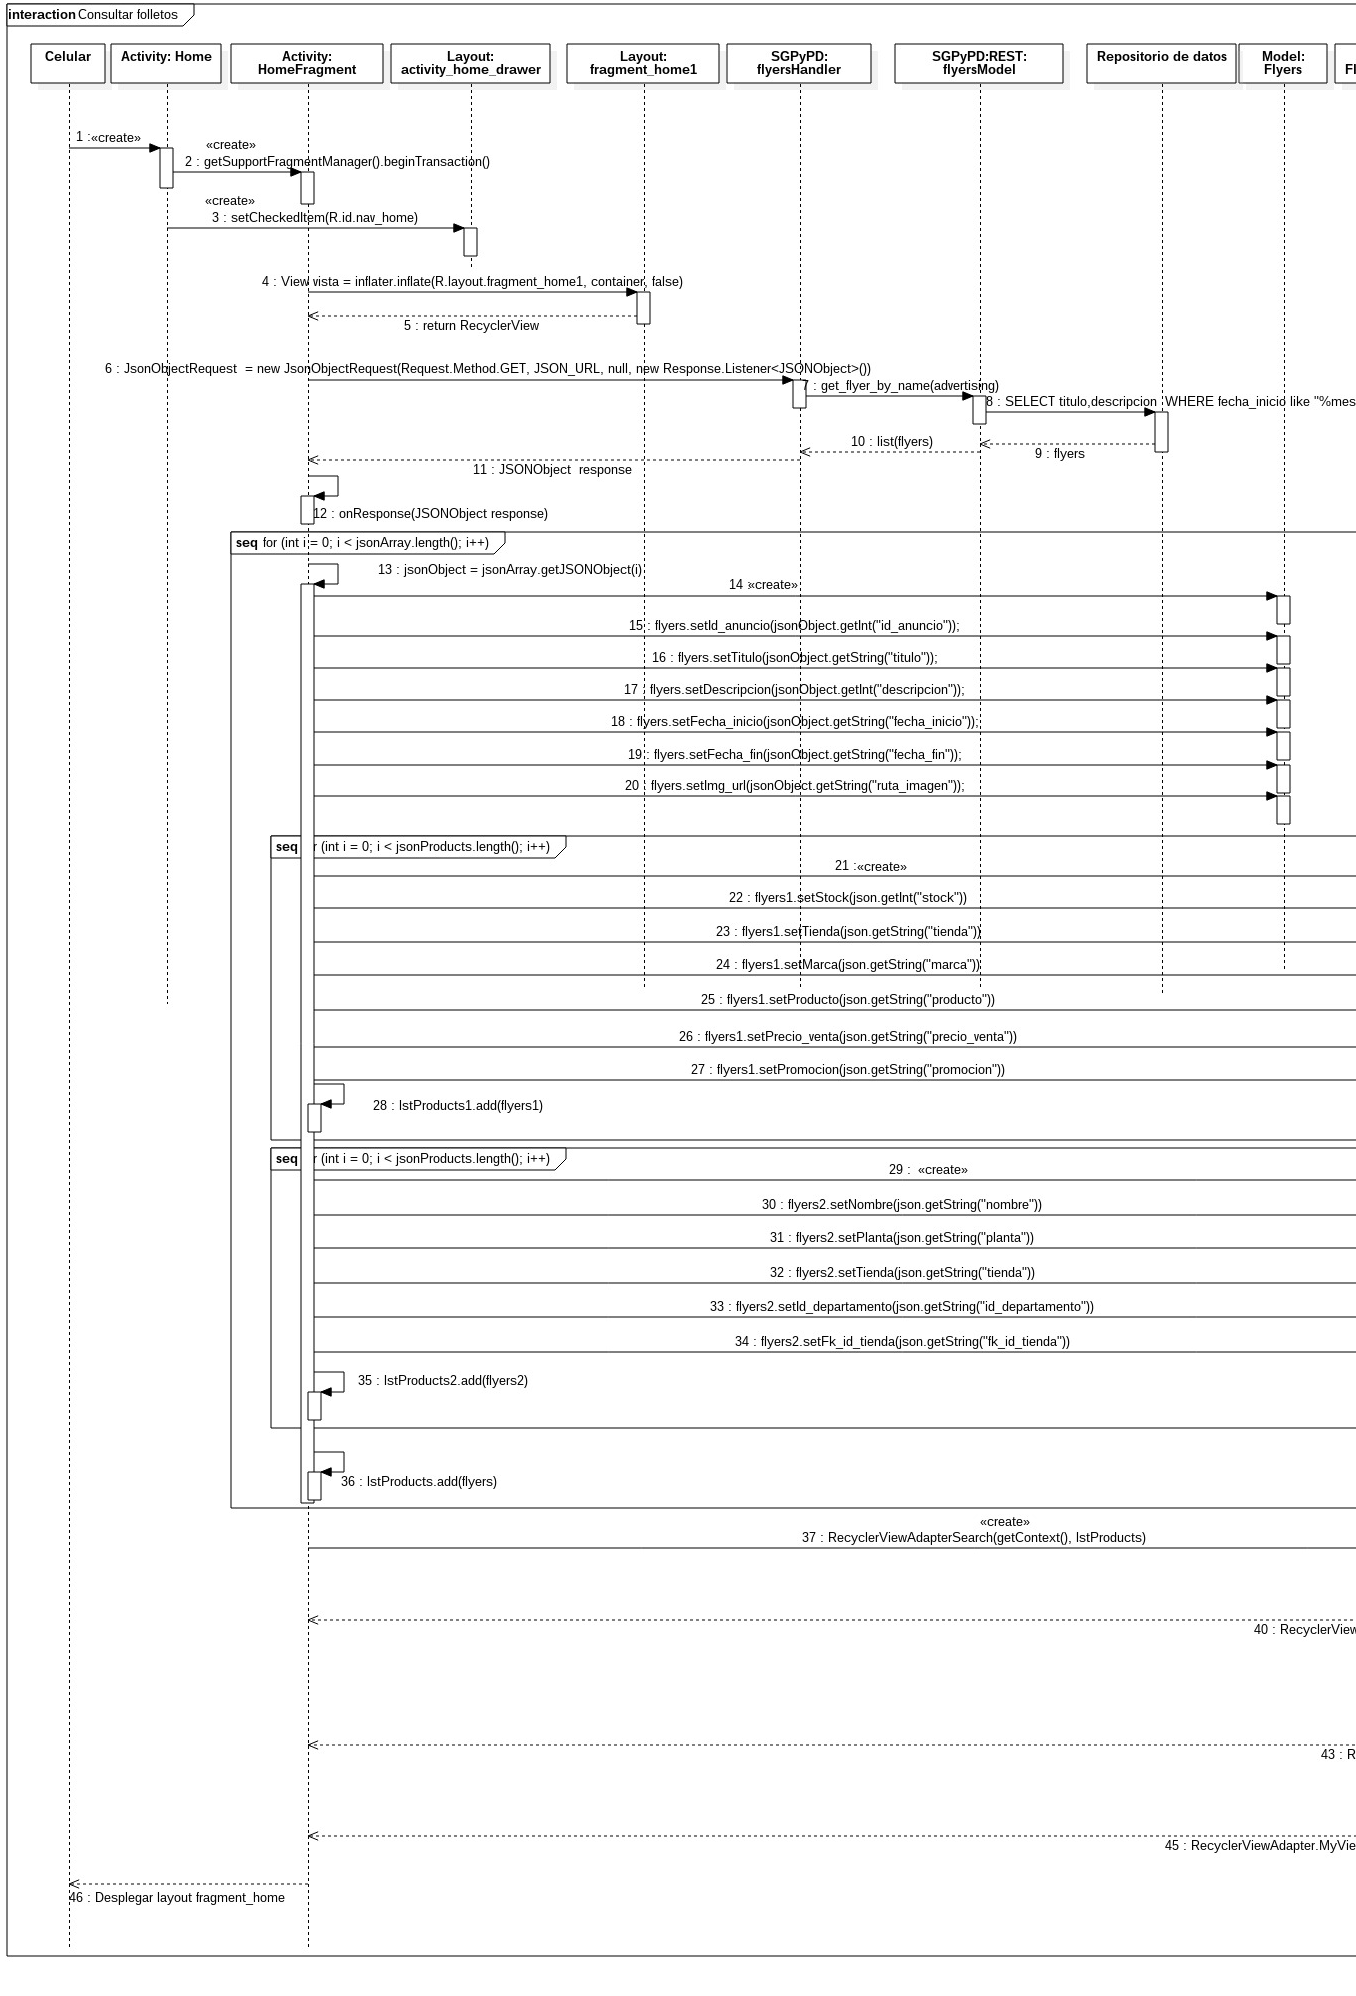 interaction Consultar folletos
Celular
Activity: Home
Activity:
HomeFragment
Layout:
activity_home_drawer
Layout:
fragment_home1
SGPyPD:
flyersHandler
SGPyPD:REST:
flyersModel
Repositorio de datos
Model:
Flyers
1 : «create»
«create»
2 : getSupportFragmentManager().beginTransaction()
«create»
3 : setCheckedItem(R.id.nav_home)
4 : View vista = inflater.inflate(R.layout.fragment_home1, container, false)
5 : return RecyclerView
6 : JsonObjectRequest = new JsonObjectRequest(Request.Method.GET, JSON_URL, null, new Response.Listener<JSONObject>())
7 : get_flyer_by_name(advertising)
8 : SELECT titulo,descripcion WHERE fecha_inicio like "%mes
9 : flyers
10 : list(flyers)
11 : JSONObject response
12 : onResponse(JSONObject response)
seq for (int i = 0; i < jsonArray.length(); i++)
13 : jsonObject = jsonArray.getJSONObject(i)
14 : «create»
15 : flyers.setId_anuncio(jsonObject.getInt("id_anuncio"));
16 : flyers.setTitulo(jsonObject.getString("titulo"));
17 : flyers.setDescripcion(jsonObject.getInt("descripcion"));
18 : flyers.setFecha_inicio(jsonObject.getString("fecha_inicio"));
19 : flyers.setFecha_fin(jsonObject.getString("fecha_fin"));
20 : flyers.setImg_url(jsonObject.getString("ruta_imagen"));
seq r (int i = 0; i < jsonProducts.length(); i++)
21 : «create»
22 : flyers1.setStock(json.getInt("stock"))
23 : flyers1.setTienda(json.getString("tienda"))
24 : flyers1.setMarca(json.getString("marca"))
25 : flyers1.setProducto(json.getString("producto"))
26 : flyers1.setPrecio_venta(json.getString("precio_venta"))
27 : flyers1.setPromocion(json.getString("promocion"))
28 : lstProducts1.add(flyers1)
seq r (int i = 0; i < jsonProducts.length(); i++)
29 : «create»
30 : flyers2.setNombre(json.getString("nombre"))
31 : flyers2.setPlanta(json.getString("planta"))
32 : flyers2.setTienda(json.getString("tienda"))
33 : flyers2.setId_departamento(json.getString("id_departamento"))
34 : flyers2.setFk_id_tienda(json.getString("fk_id_tienda"))
35 : lstProducts2.add(flyers2)
36 : lstProducts.add(flyers)
«create»
37 : RecyclerViewAdapterSearch(getContext(), lstProducts)
40 : RecyclerView
43 : R
45 : RecyclerViewAdapter.MyVie
46 : Desplegar layout fragment_home